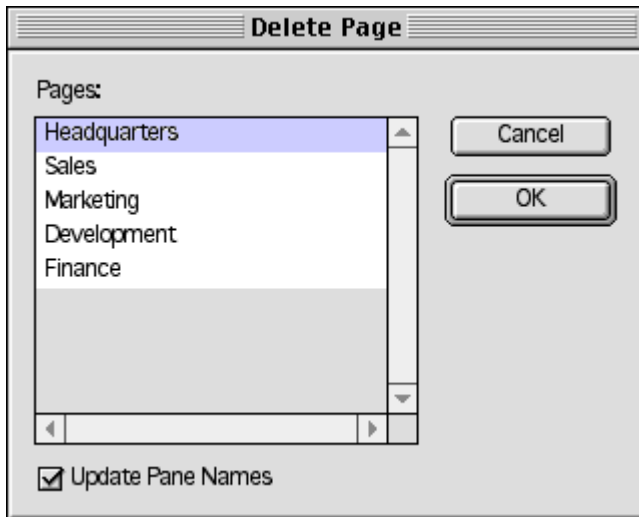 Delete Page
Pages:
Headquarters
Sales
Marketing
Development
Finance
Cancel
OK
Update Pane Names